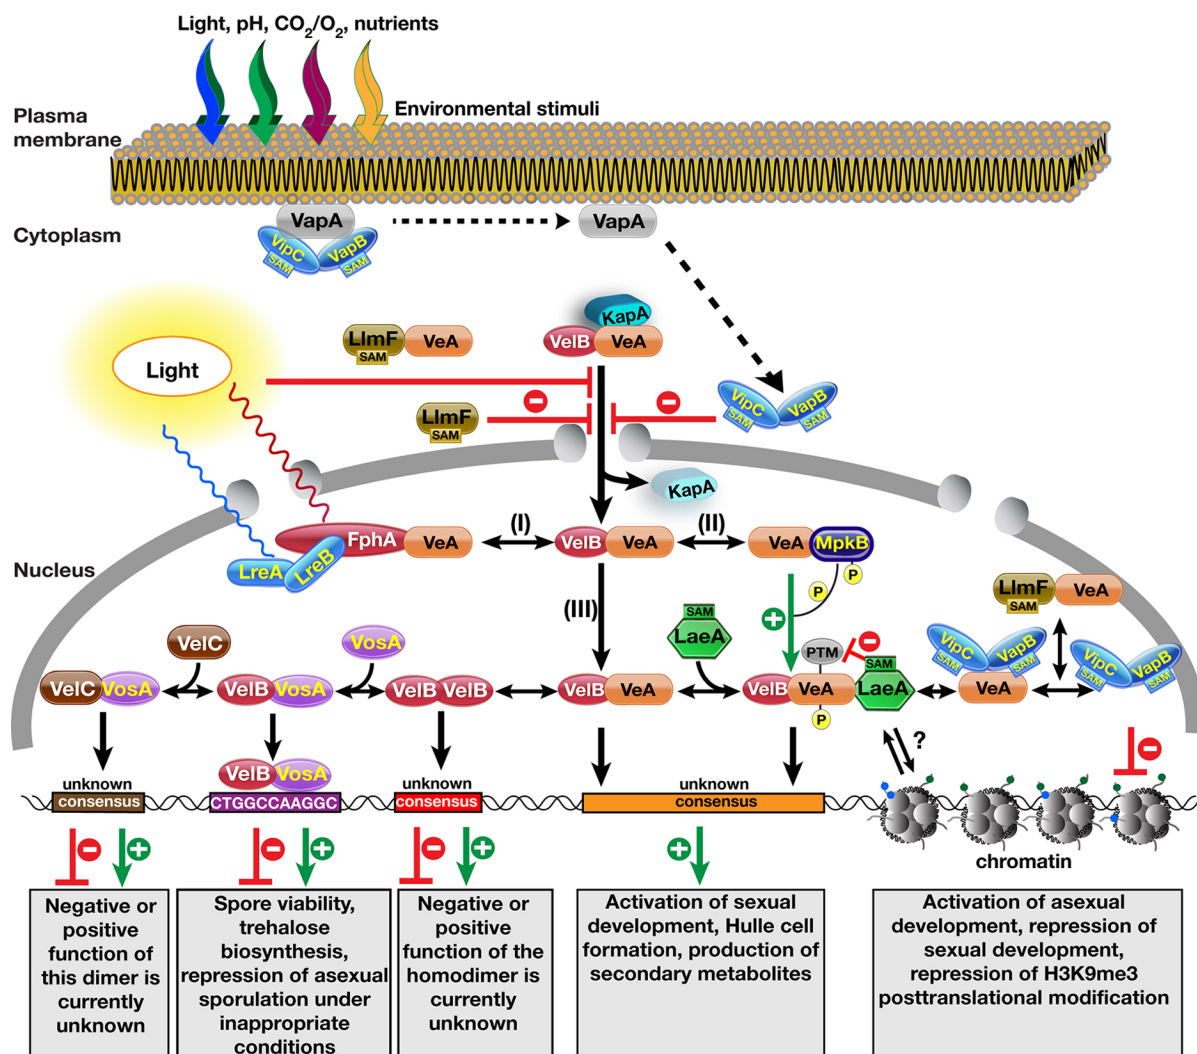 Light, pH, CO2/O2, nutrients
Environmental stimuli
Plasma
membrane
Cytoplasm
VapA
VapA
VipC
VapB
SAM
SAM
KapA
LlmF
VeA
SAM
VelB
VeA
Light
VipC
VapB
SAM
SAM
LlmF
SAM
KapA
FphA
VeA
(I)
VelB
VeA
(II)
VeA
MpkB
LreA
LreB
Nucleus
P
P
LlmF
VeA
SAM
(III)
SAM
LaeA
VelC
VosA
PTM
SAM
VipC
VapB
SAM
SAM
VipC
VapB
SAM
SAM
VelC
VosA
VelB
VosA
VelB
VelB
VelB
VeA
VelB
VeA
LaeA
VeA
P
?
VelB
VosA
unknown
consensus
CTGGCCAAGGC
unknown
consensus
unknown
consensus
chromatin
Negative or
positive
function of
this dimer is
currently
unknown
Spore viability,
trehalose
biosynthesis,
repression of asexual
sporulation under
inappropriate
conditions
Negative or
positive
function of the
homodimer is
currently
unknown
Activation of sexual
development, Hulle cell
formation, production of
secondary metabolites
Activation of asexual
development, repression of
sexual development,
repression of H3K9me3
posttranslational modification